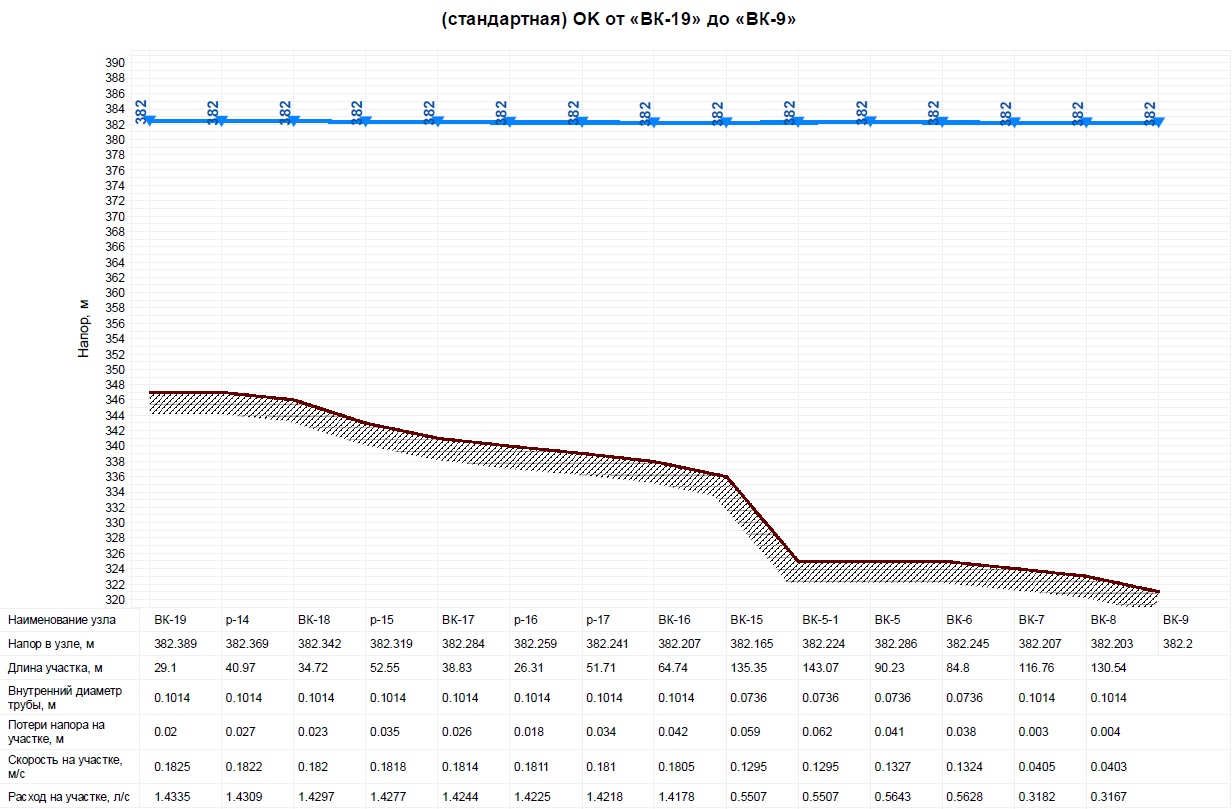 (стандартная) OK от «ВК-19» до «ВК-9»
390
388
386
384
382
380
378
376
374
372
370
368
366
364
362
360
358
356
354
352
350
348
346
344
342
340
338
336
334
332
330
328
326
324
322
320
Напор, м
382 382 382 382 382 382 382 382 382 382 382 382 382 382 382
Наименование узла ВК-19 р-14 ВК-18 р-15 ВК-17 р-16 р-17 ВК-16 ВК-15 ВК-5-1 ВК-5 ВК-6 ВК-7 ВК-8 ВК-9
Напор в узле, м 382.389 382.369 382.342 382.319 382.284 382.259 382.241 382.207 382.165 382.224 382.286 382.245 382.207 382.203 382.2
Длина участка, м 29.1 40.97 34.72 52.55 38.83 26.31 51.71 64.74 135.35 143.07 90.23 84.8 116.76 130.54
Внутренний диаметр
трубы, м 0.1014 0.1014 0.1014 0.1014 0.1014 0.1014 0.1014 0.1014 0.0736 0.0736 0.0736 0.0736 0.1014 0.1014
Потери напора на
участке, м 0.02 0.027 0.023 0.035 0.026 0.018 0.034 0.042 0.059 0.062 0.041 0.038 0.003 0.004
Скорость на участке,
м/с 0.1825 0.1822 0.182 0.1818 0.1814 0.1811 0.181 0.1805 0.1295 0.1295 0.1327 0.1324 0.0405 0.0403
Расход на участке, л/с 1.4335 1.4309 1.4297 1.4277 1.4244 1.4225 1.4218 1.4178 0.5507 0.5507 0.5643 0.5628 0.3182 0.3167